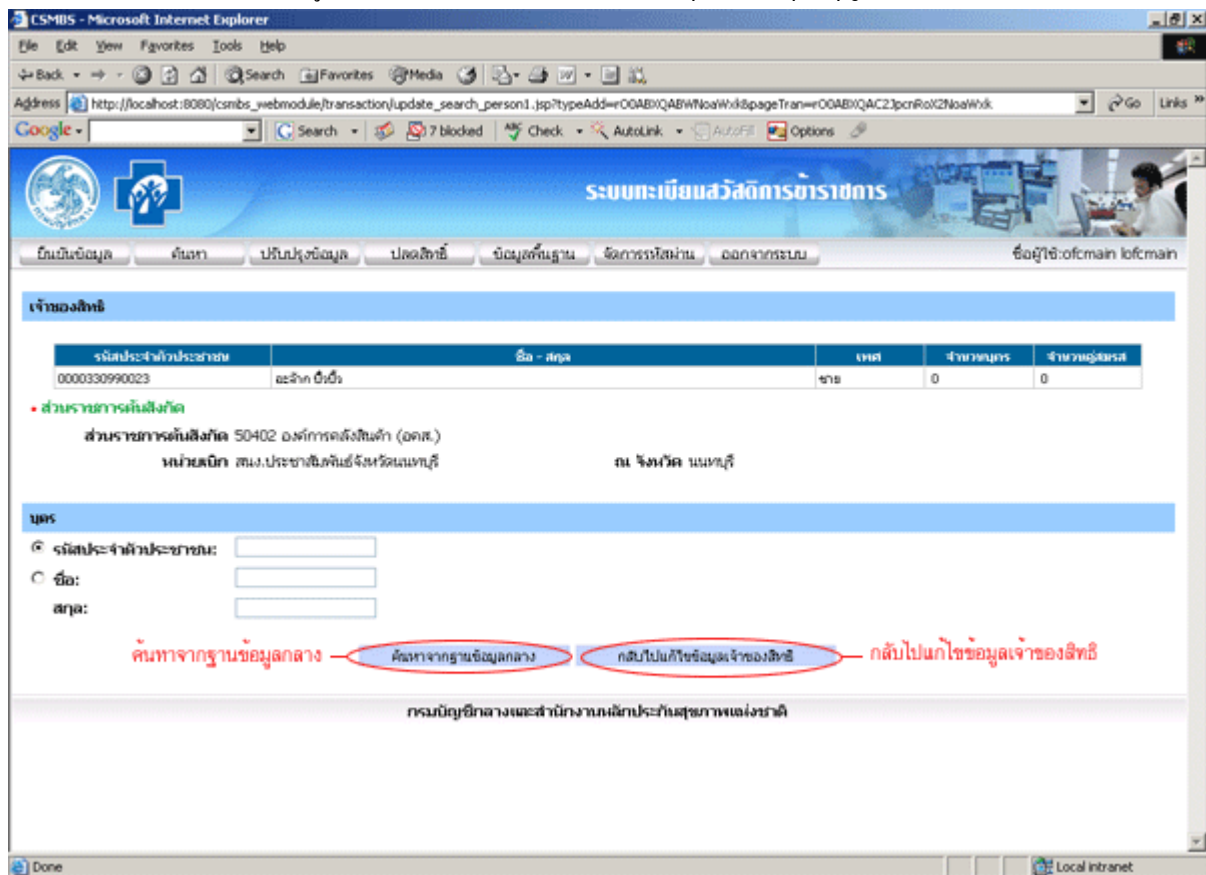 CSMBS - Microsoft Internet Explorer
File Edit View Favorites Tools Help
Back Search Favorites Media
Address http://localhost:8080/csmbs_webmodule/transaction/update_search_person1.jsp?typeAdd=rO0ABXQABWNoaWxk&pageTran=rO0ABXQAC2JpcnRoX2NoaWxk Go Links »
Google Search 7 blocked Check AutoLink AutoFill Options
ระบบทะเบียนสวัสดิการข้าราชการ
ยืนยันข้อมูล ค้นหา ปรับปรุงข้อมูล ปลดสิทธิ์ ข้อมูลพื้นฐาน จัดการรหัสผ่าน ออกจากระบบ ชื่อผู้ใช้:ofcmain lofcmain
เจ้าของสิทธิ
รหัสประจำตัวประชาชน ชื่อ - สกุล เพศ จำนวนบุตร จำนวนคู่สมรส
0000330990023 ชาย 0 0
ส่วนราชการต้นสังกัด
ส่วนราชการต้นสังกัด 50402 องค์การคลังสินค้า (อคส.)
หน่วยเบิก สนง.ประชาสัมพันธ์จังหวัดนนทบุรี ณ จังหวัด นนทบุรี
บุตร
รหัสประจำตัวประชาชน:
ชื่อ:
สกุล:
ค้นหาจากฐานข้อมูลกลาง ค้นหาจากฐานข้อมูลกลาง กลับไปแก้ไขข้อมูลเจ้าของสิทธิ กลับไปแก้ไขข้อมูลเจ้าของสิทธิ
กรมบัญชีกลางและสำนักงานหลักประกันสุขภาพแห่งชาติ
Done Local intranet